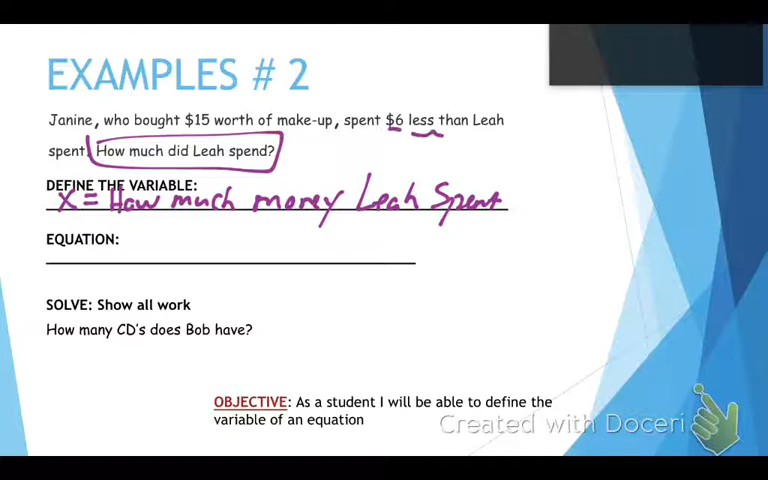 EXAMPLES # 2
Janine, who bought $15 worth of make-up, spent $6 less than Leah
spent. How much did Leah spend?
DEFINE THE VARIABLE:
x = How much money Leah Spent
EQUATION:
SOLVE: Show all work
How many CD's does Bob have?
OBJECTIVE: As a student I will be able to define the
variable of an equation
Created with Doceri